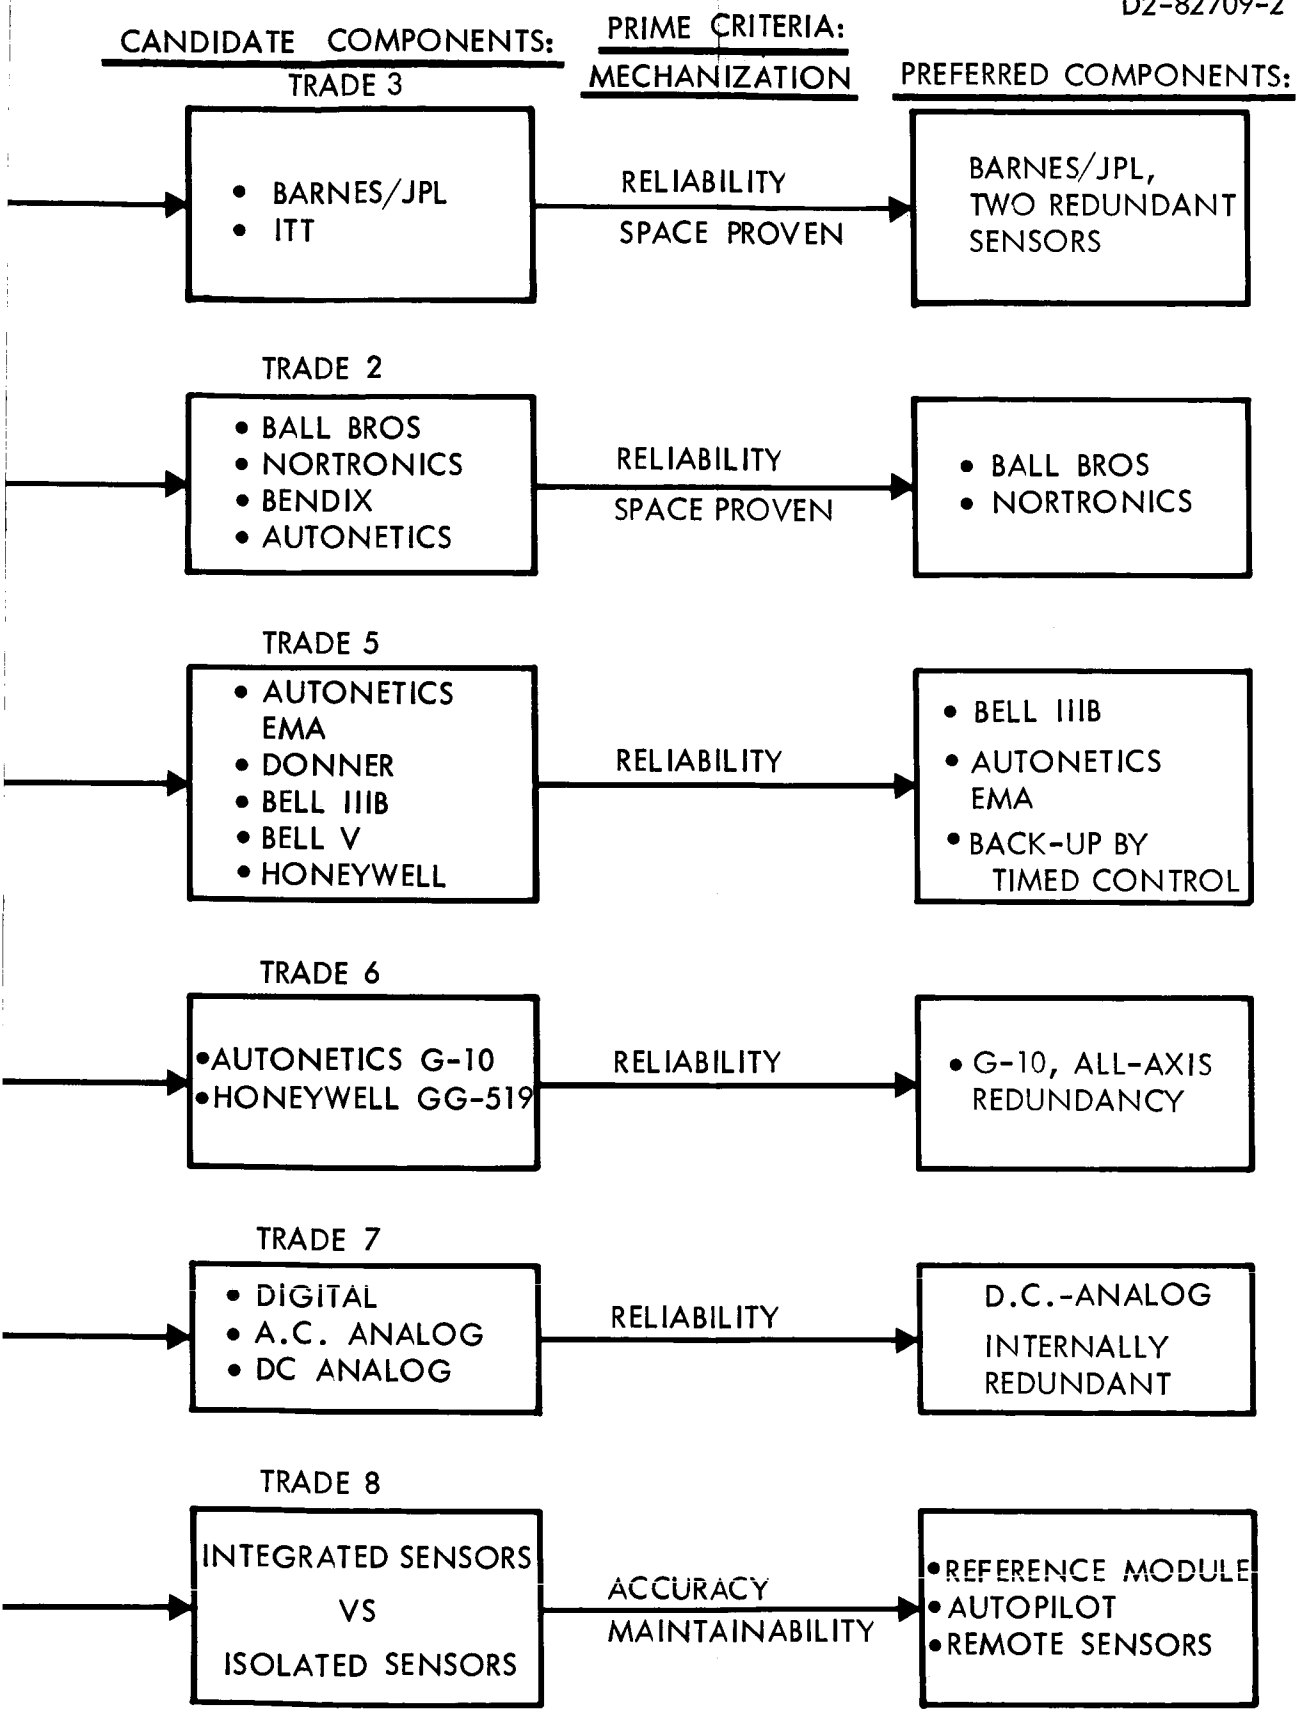 D2-82709-2
CANDIDATE COMPONENTS:
PRIME CRITERIA:
MECHANIZATION
PREFERRED COMPONENTS:
TRADE 3
• BARNES/JPL
• ITT
RELIABILITY
SPACE PROVEN
BARNES/JPL,
TWO REDUNDANT
SENSORS
TRADE 2
• BALL BROS
• NORTRONICS
• BENDIX
• AUTONETICS
RELIABILITY
SPACE PROVEN
• BALL BROS
• NORTRONICS
TRADE 5
• AUTONETICS
EMA
• DONNER
• BELL IIIB
• BELL V
• HONEYWELL
RELIABILITY
• BELL IIIB
• AUTONETICS
EMA
• BACK-UP BY
TIMED CONTROL
TRADE 6
• AUTONETICS G-10
• HONEYWELL GG-519
RELIABILITY
• G-10, ALL-AXIS
REDUNDANCY
TRADE 7
• DIGITAL
• A.C. ANALOG
• DC ANALOG
RELIABILITY
D.C.-ANALOG
INTERNALLY
REDUNDANT
TRADE 8
INTEGRATED SENSORS
VS
ISOLATED SENSORS
ACCURACY
MAINTAINABILITY
• REFERENCE MODULE
• AUTOPILOT
• REMOTE SENSORS